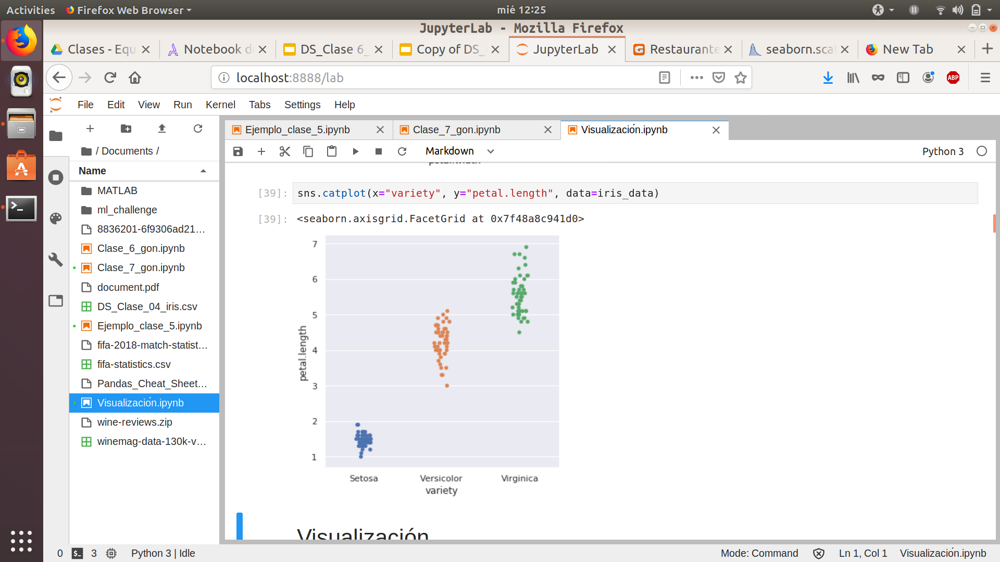 Activities Firefox Web Browser mié 12:25
JupyterLab - Mozilla Firefox
Clases - Equ Notebook d DS_Clase 6_ Copy of DS_ JupyterLab Restaurante seaborn.sca New Tab
localhost:8888/lab ABP
File Edit View Run Kernel Tabs Settings Help
Ejemplo_clase_5.ipynb Clase_7_gon.ipynb Visualización.ipynb
/ Documents /
Markdown Python 3
Name
MATLAB
ml_challenge
8836201-6f9306ad21...
Clase_6_gon.ipynb
Clase_7_gon.ipynb
document.pdf
DS_Clase_04_iris.csv
Ejemplo_clase_5.ipynb
fifa-2018-match-statist...
fifa-statistics.csv
Pandas_Cheat_Sheet...
Visualización.ipynb
wine-reviews.zip
winemag-data-130k-v...
petal.width
[39]: sns.catplot(x="variety", y="petal.length", data=iris_data)
[39]: <seaborn.axisgrid.FacetGrid at 0x7f48a8c941d0>
7
6
5
4
3
2
1
petal.length
Setosa Versicolor Virginica
variety
Visualización
0 $_ 3 Python 3 | Idle Mode: Command Ln 1, Col 1 Visualización.ipynb